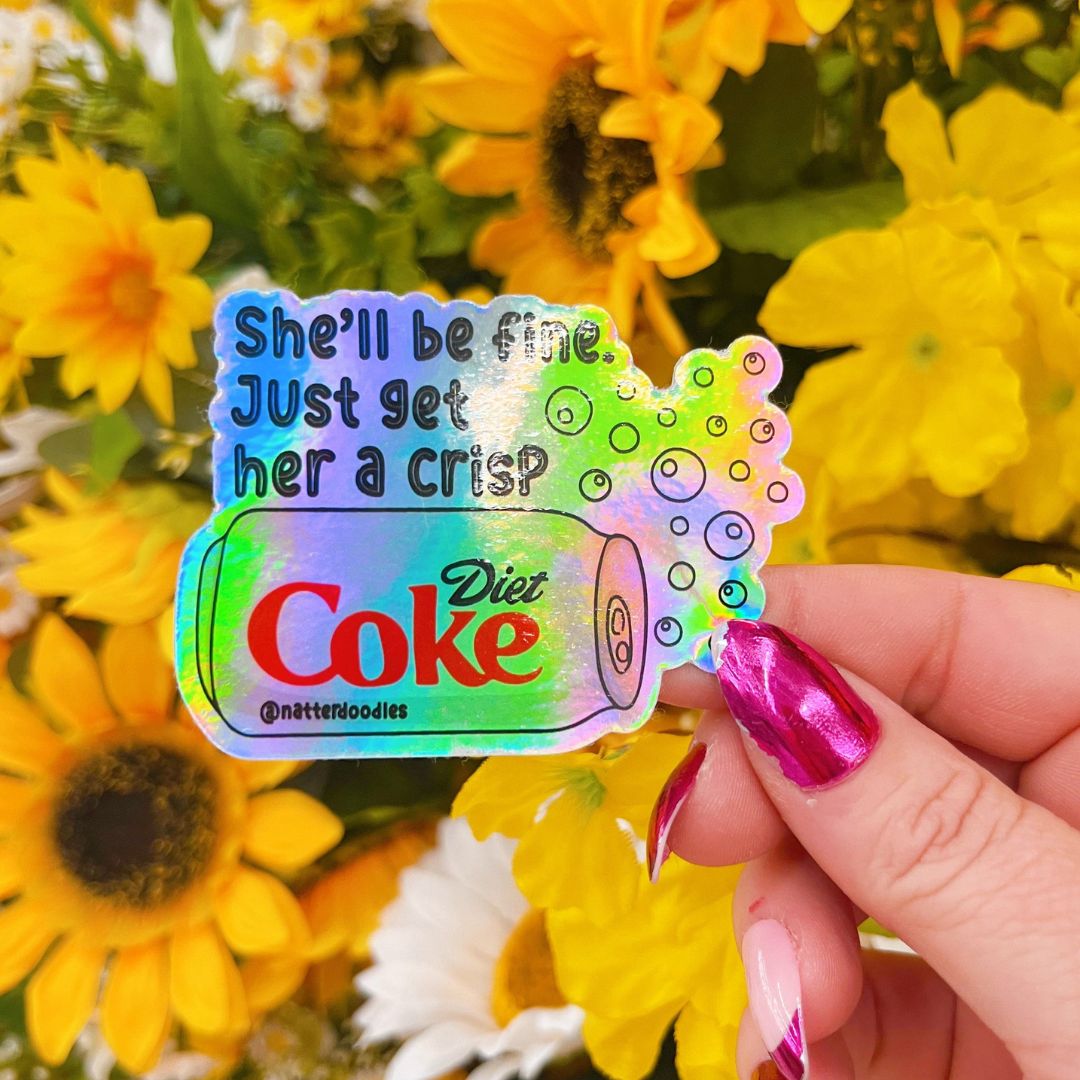 She'll be fine.
Just get
her a crisp
Diet
Coke
@natterdoodles